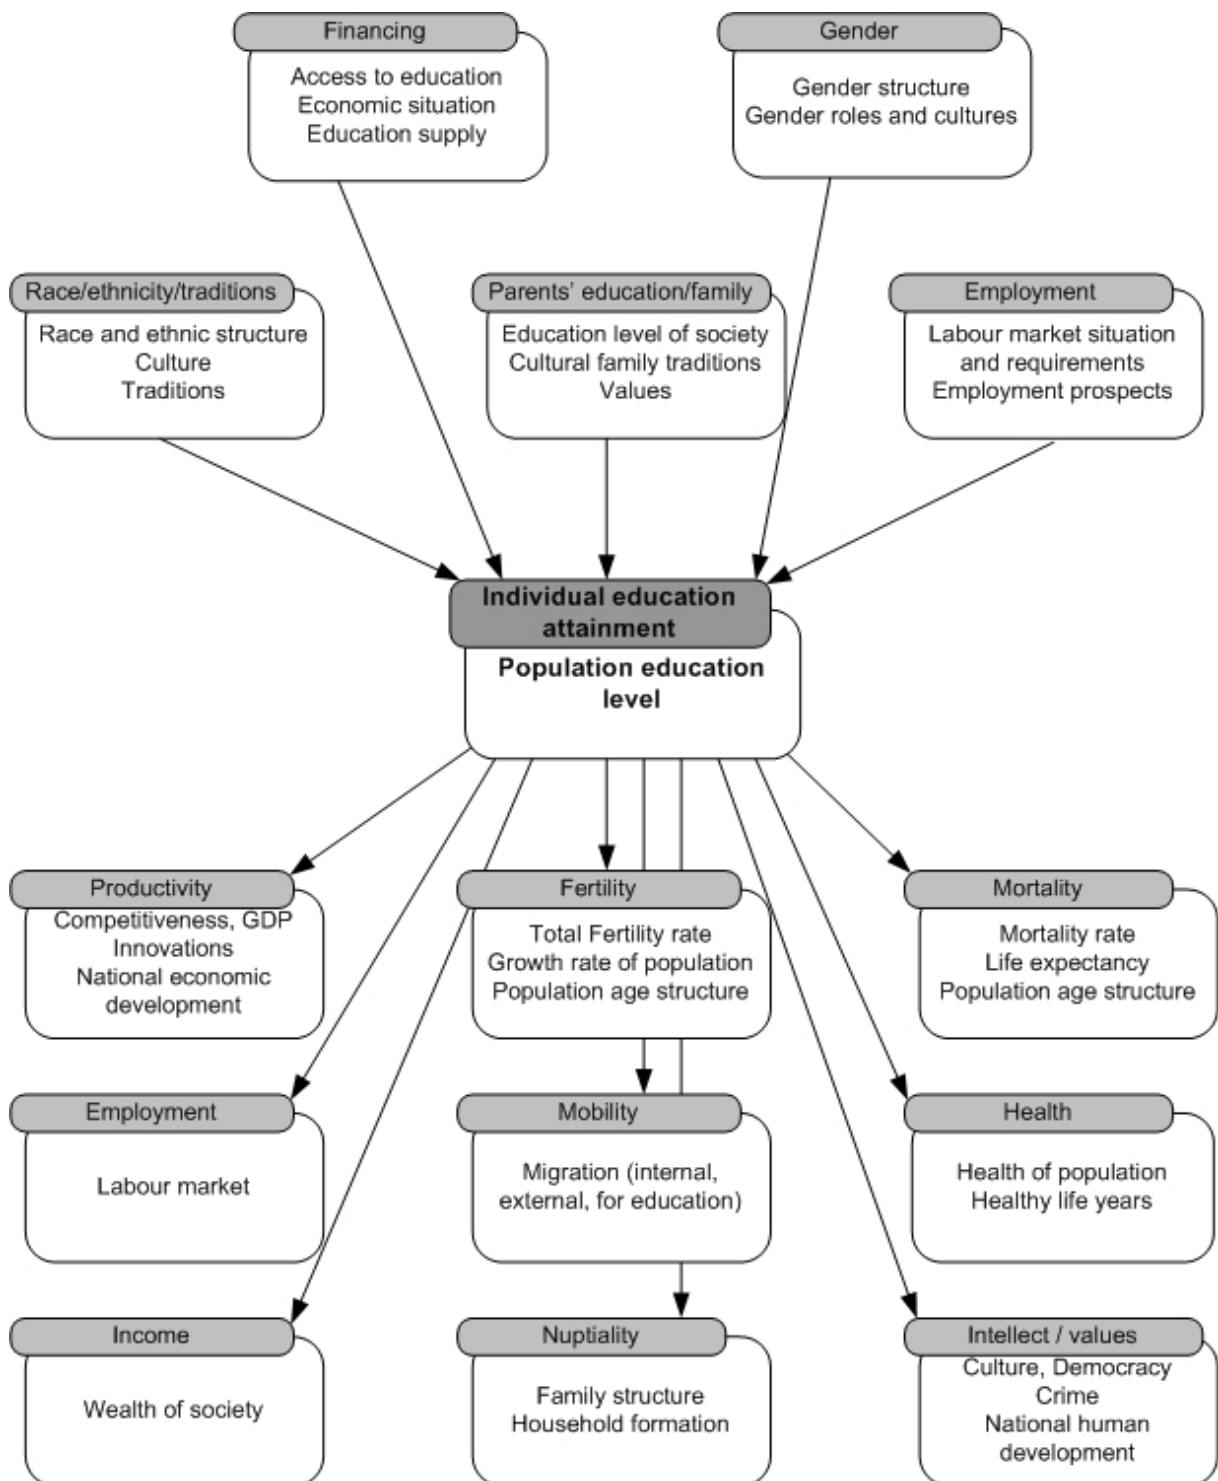 Financing
Access to education
Economic situation
Education supply
Gender
Gender structure
Gender roles and cultures
Race/ethnicity/traditions
Race and ethnic structure
Culture
Traditions
Parents' education/family
Education level of society
Cultural family traditions
Values
Employment
Labour market situation
and requirements
Employment prospects
Individual education
attainment
Population education
level
Productivity
Competitiveness, GDP
Innovations
National economic
development
Fertility
Total Fertility rate
Growth rate of population
Population age structure
Mortality
Mortality rate
Life expectancy
Population age structure
Employment
Labour market
Mobility
Migration (internal,
external, for education)
Health
Health of population
Healthy life years
Income
Wealth of society
Nuptiality
Family structure
Household formation
Intellect / values
Culture, Democracy
Crime
National human
development